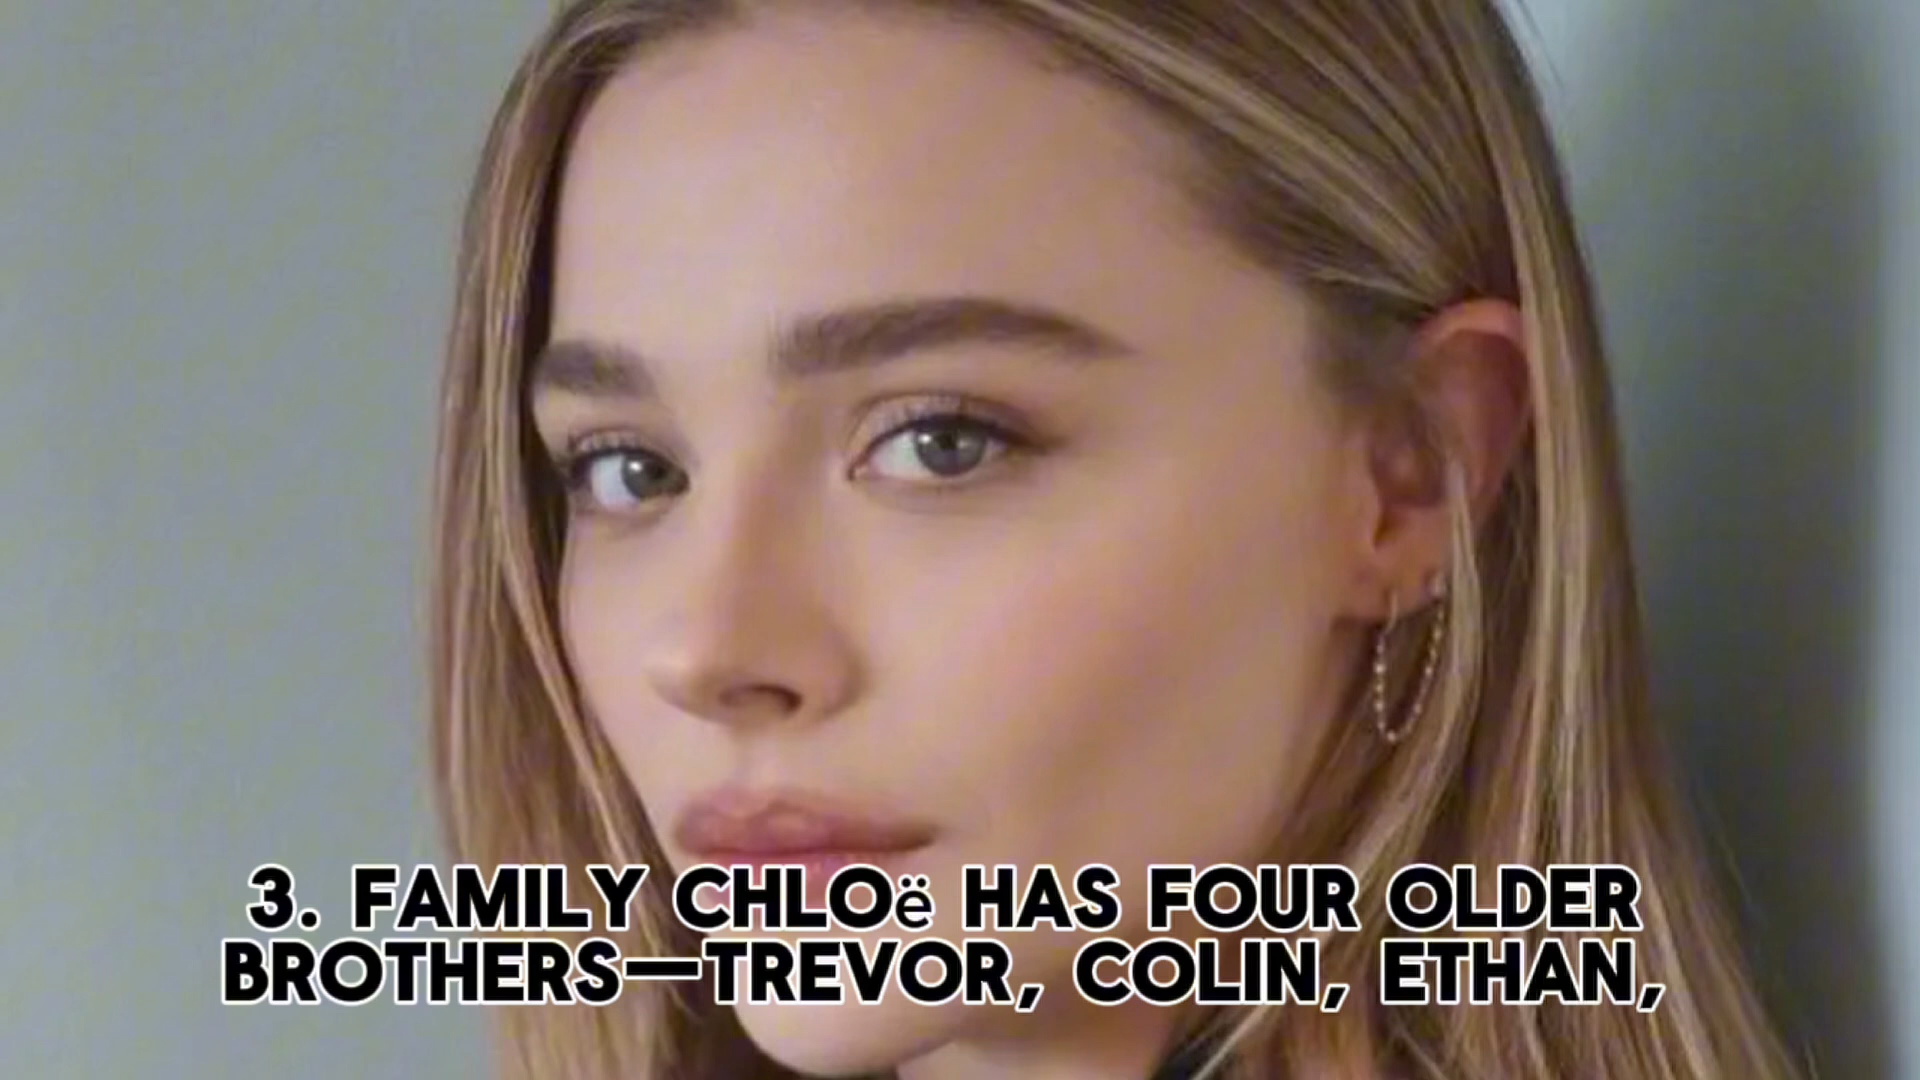 3. FAMILY CHLOë HAS FOUR OLDER
BROTHERS—TREVOR, COLIN, ETHAN,